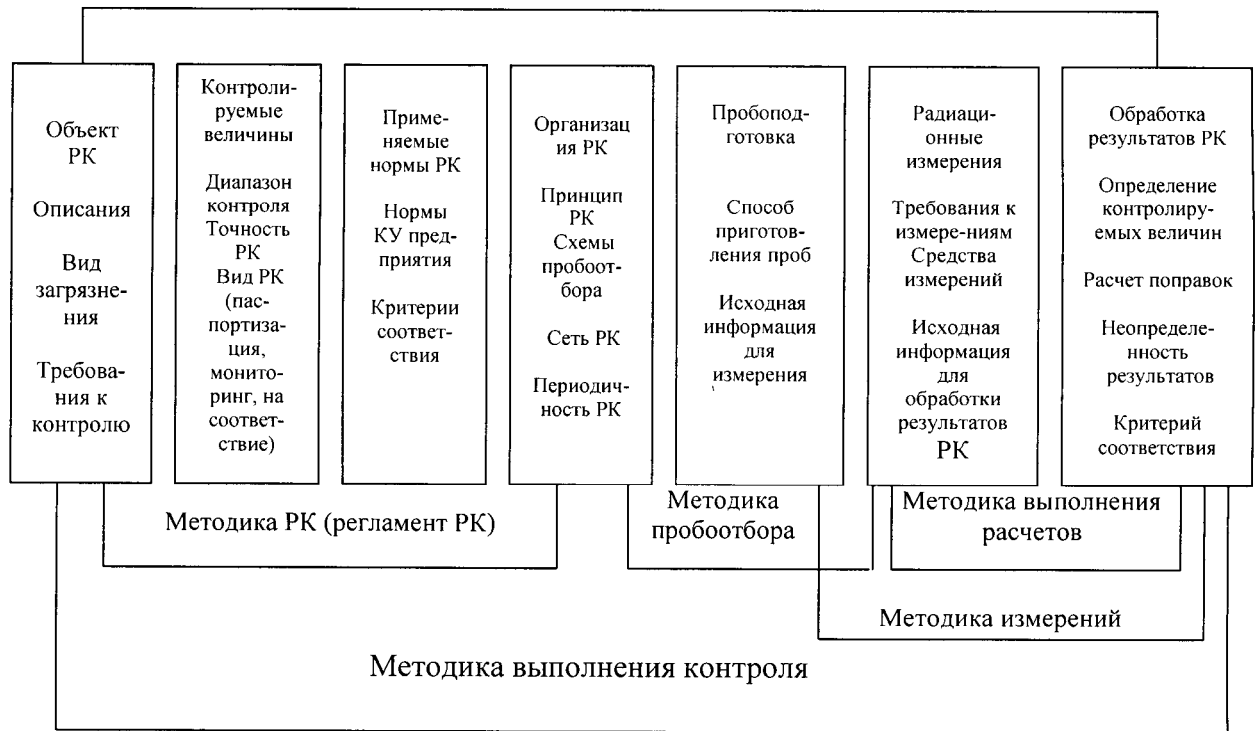 Объект
РК
Описания
Вид
загрязне-
ния
Требова-
ния к
контролю
Контроли-
руемые
величины
Диапазон
контроля
Точность
РК
Вид РК
(пас-
портиза-
ция,
монито-
ринг, на
соответ-
ствие)
Приме-
няемые
нормы РК
Нормы
КУ пред-
приятия
Критерии
соответ-
ствия
Организац
ия РК
Принцип
РК
Схемы
пробоот-
бора
Сеть РК
Периодич-
ность РК
Пробопод-
готовка
Способ
приготов-
ления проб
Исходная
информация
для
измерения
Радиаци-
онные
измерения
Требования к
измере-ниям
Средства
измерений
Исходная
информация
для
обработки
результатов
РК
Обработка
результатов РК
Определение
контролиру-
емых величин
Расчет поправок
Неопределе-
нность
результатов
Критерий
соответствия
Методика РК (регламент РК)
Методика
пробоотбора
Методика выполнения
расчетов
Методика измерений
Методика выполнения контроля